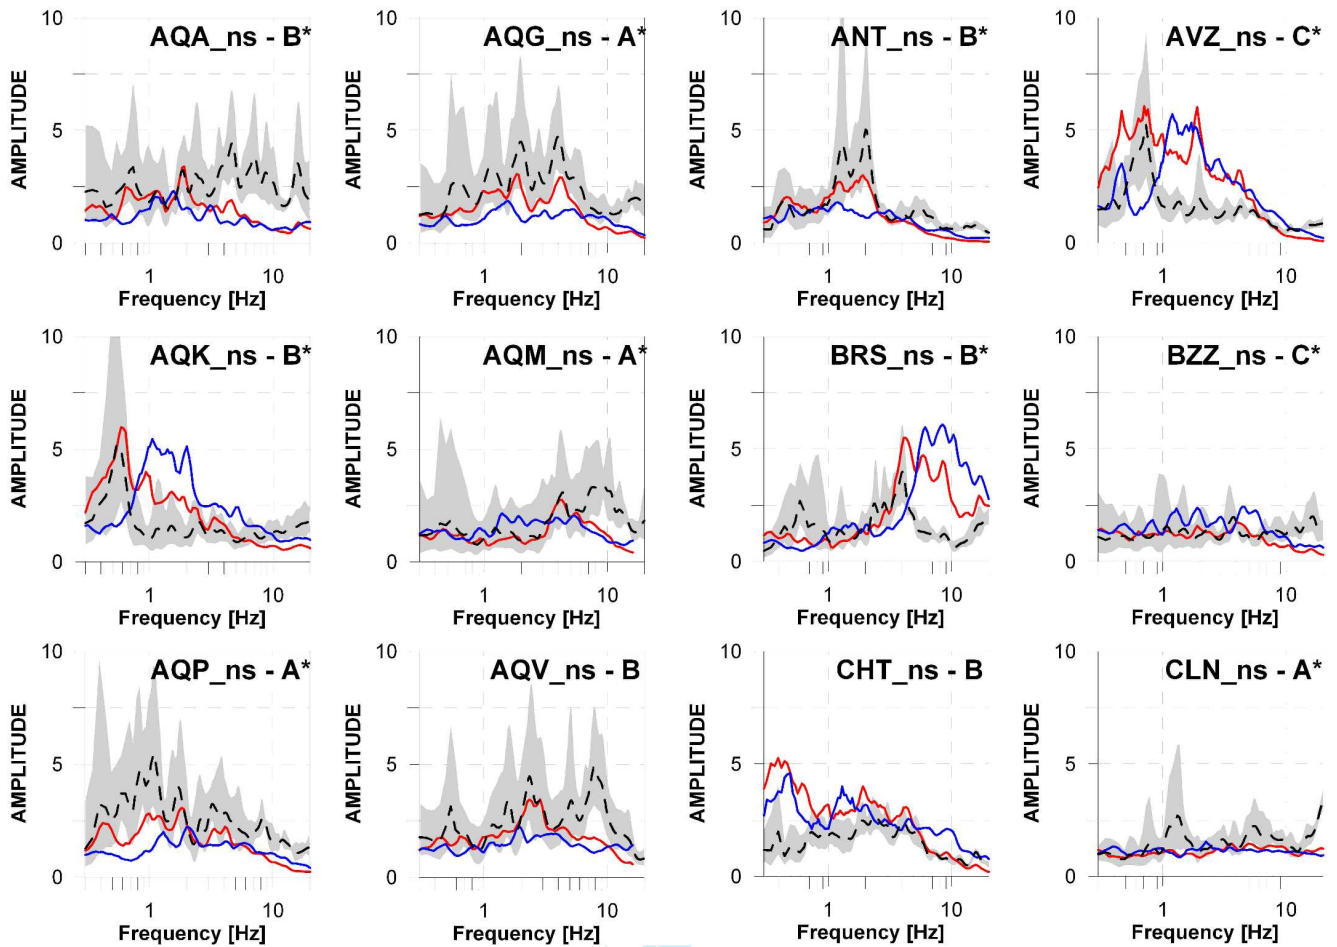 AQA_ns - B*
10
5
0
AMPLITUDE
1
10
Frequency [Hz]
AQG_ns - A*
10
5
0
AMPLITUDE
1
10
Frequency [Hz]
ANT_ns - B*
10
5
0
AMPLITUDE
1
10
Frequency [Hz]
AVZ_ns - C*
10
5
0
AMPLITUDE
1
10
Frequency [Hz]
AQK_ns - B*
10
5
0
AMPLITUDE
1
10
Frequency [Hz]
AQM_ns - A*
10
5
0
AMPLITUDE
1
10
Frequency [Hz]
BRS_ns - B*
10
5
0
AMPLITUDE
1
10
Frequency [Hz]
BZZ_ns - C*
10
5
0
AMPLITUDE
1
10
Frequency [Hz]
AQP_ns - A*
10
5
0
AMPLITUDE
1
10
Frequency [Hz]
AQV_ns - B
10
5
0
AMPLITUDE
1
10
Frequency [Hz]
CHT_ns - B
10
5
0
AMPLITUDE
1
10
Frequency [Hz]
CLN_ns - A*
10
5
0
AMPLITUDE
1
10
Frequency [Hz]